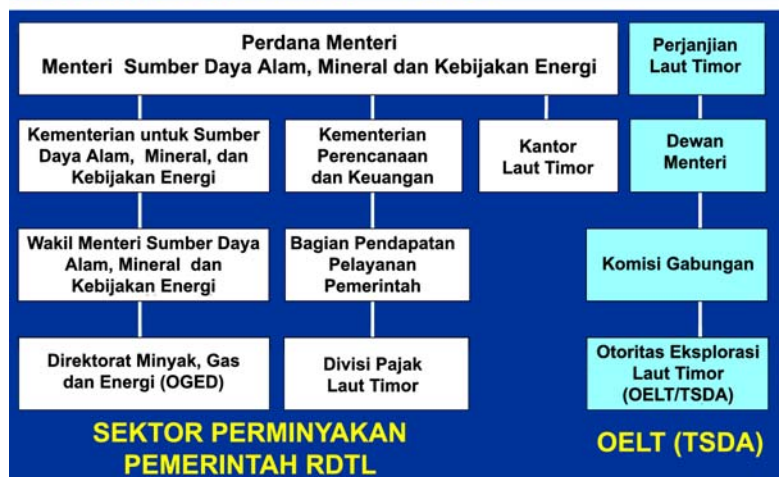 Perdana Menteri
Menteri Sumber Daya Alam, Mineral dan Kebijakan Energi
Perjanjian
Laut Timor
Kementerian untuk Sumber
Daya Alam, Mineral, dan
Kebijakan Energi
Kementerian
Perencanaan
dan Keuangan
Kantor
Laut Timor
Dewan
Menteri
Wakil Menteri Sumber Daya
Alam, Mineral dan
Kebijakan Energi
Bagian Pendapatan
Pelayanan
Pemerintah
Komisi Gabungan
Direktorat Minyak, Gas
dan Energi (OGED)
Divisi Pajak
Laut Timor
Otoritas Eksplorasi
Laut Timor
(OELT/TSDA)
SEKTOR PERMINYAKAN
PEMERINTAH RDTL
OELT (TSDA)